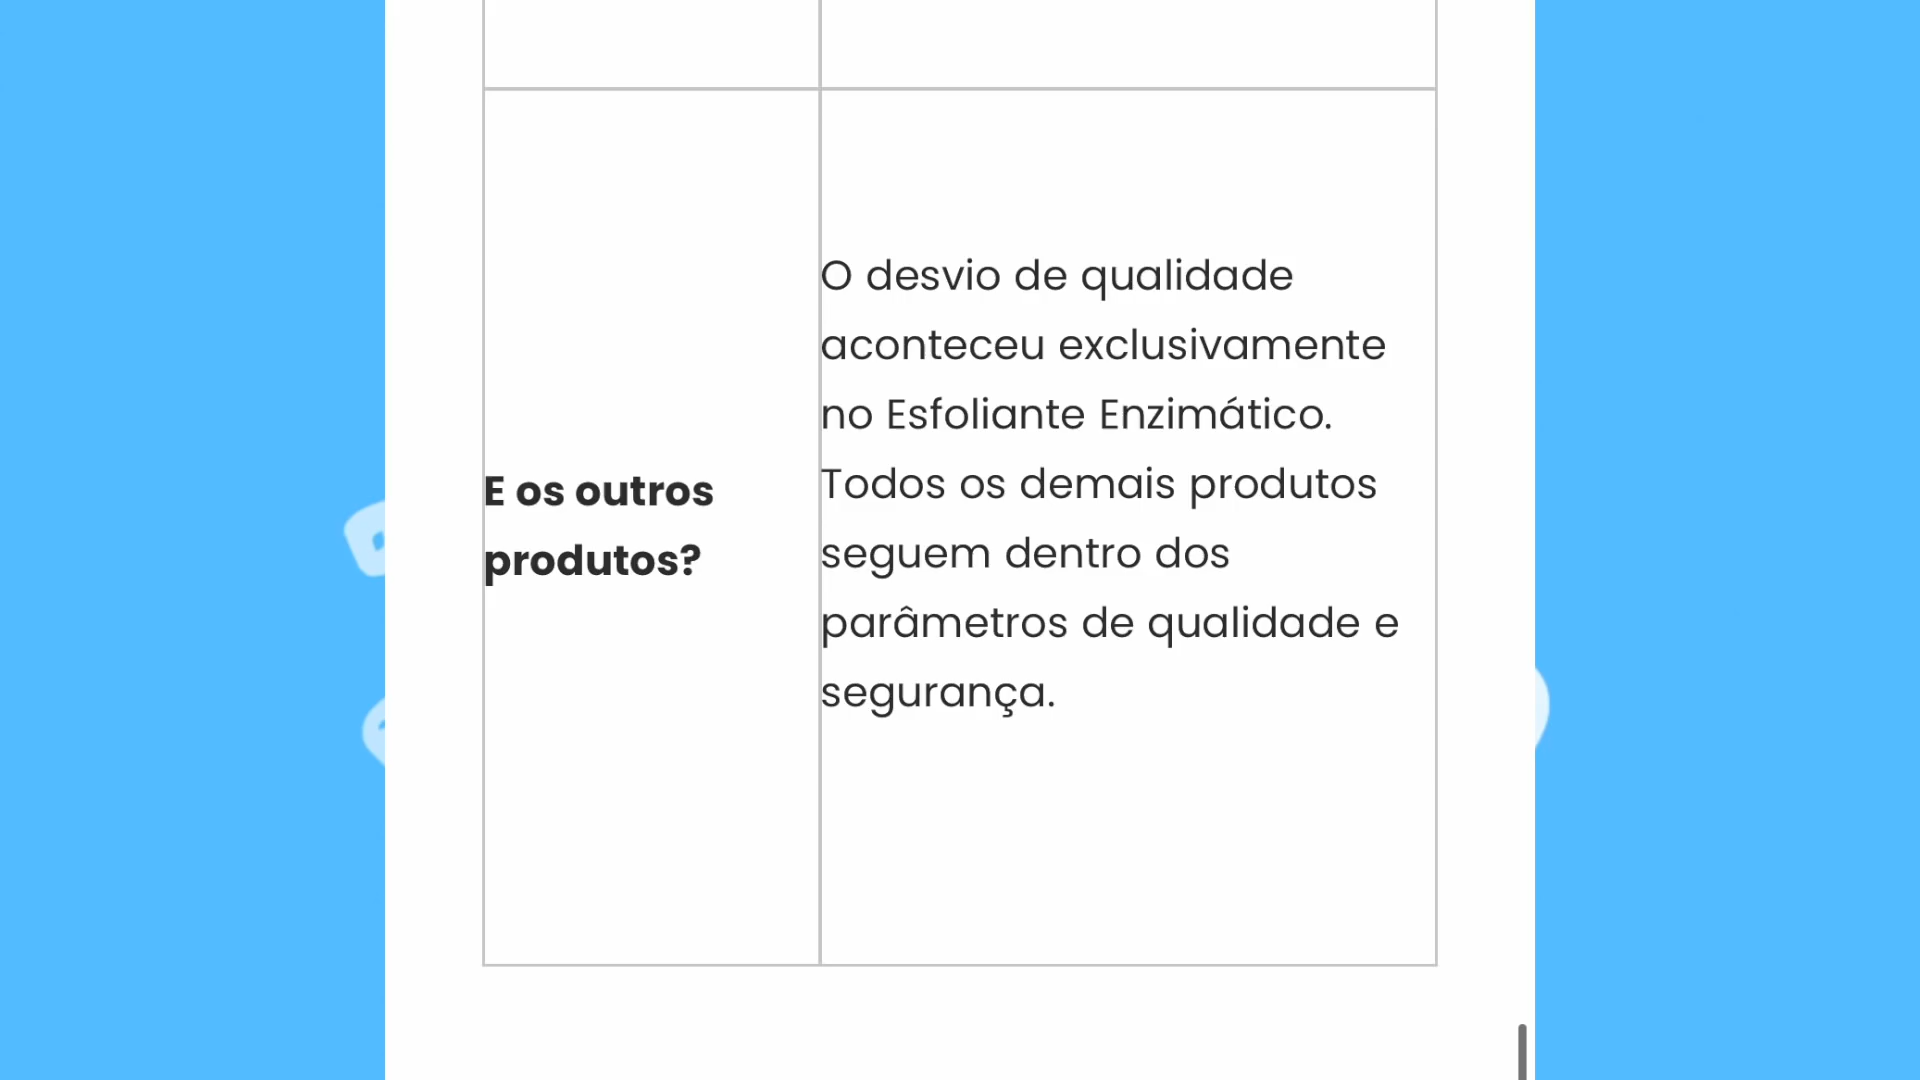 E os outros
produtos?
O desvio de qualidade
aconteceu exclusivamente
no Esfoliante Enzimático.
Todos os demais produtos
seguem dentro dos
parâmetros de qualidade e
segurança.